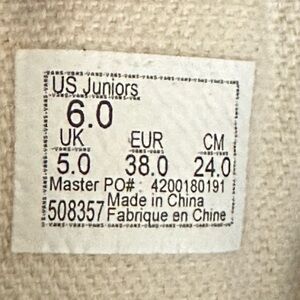 US Juniors
6.0
UK EUR CM
5.0 38.0 24.0
Master PO# : 4200180191
508357 Made in China
Fabrique en Chine